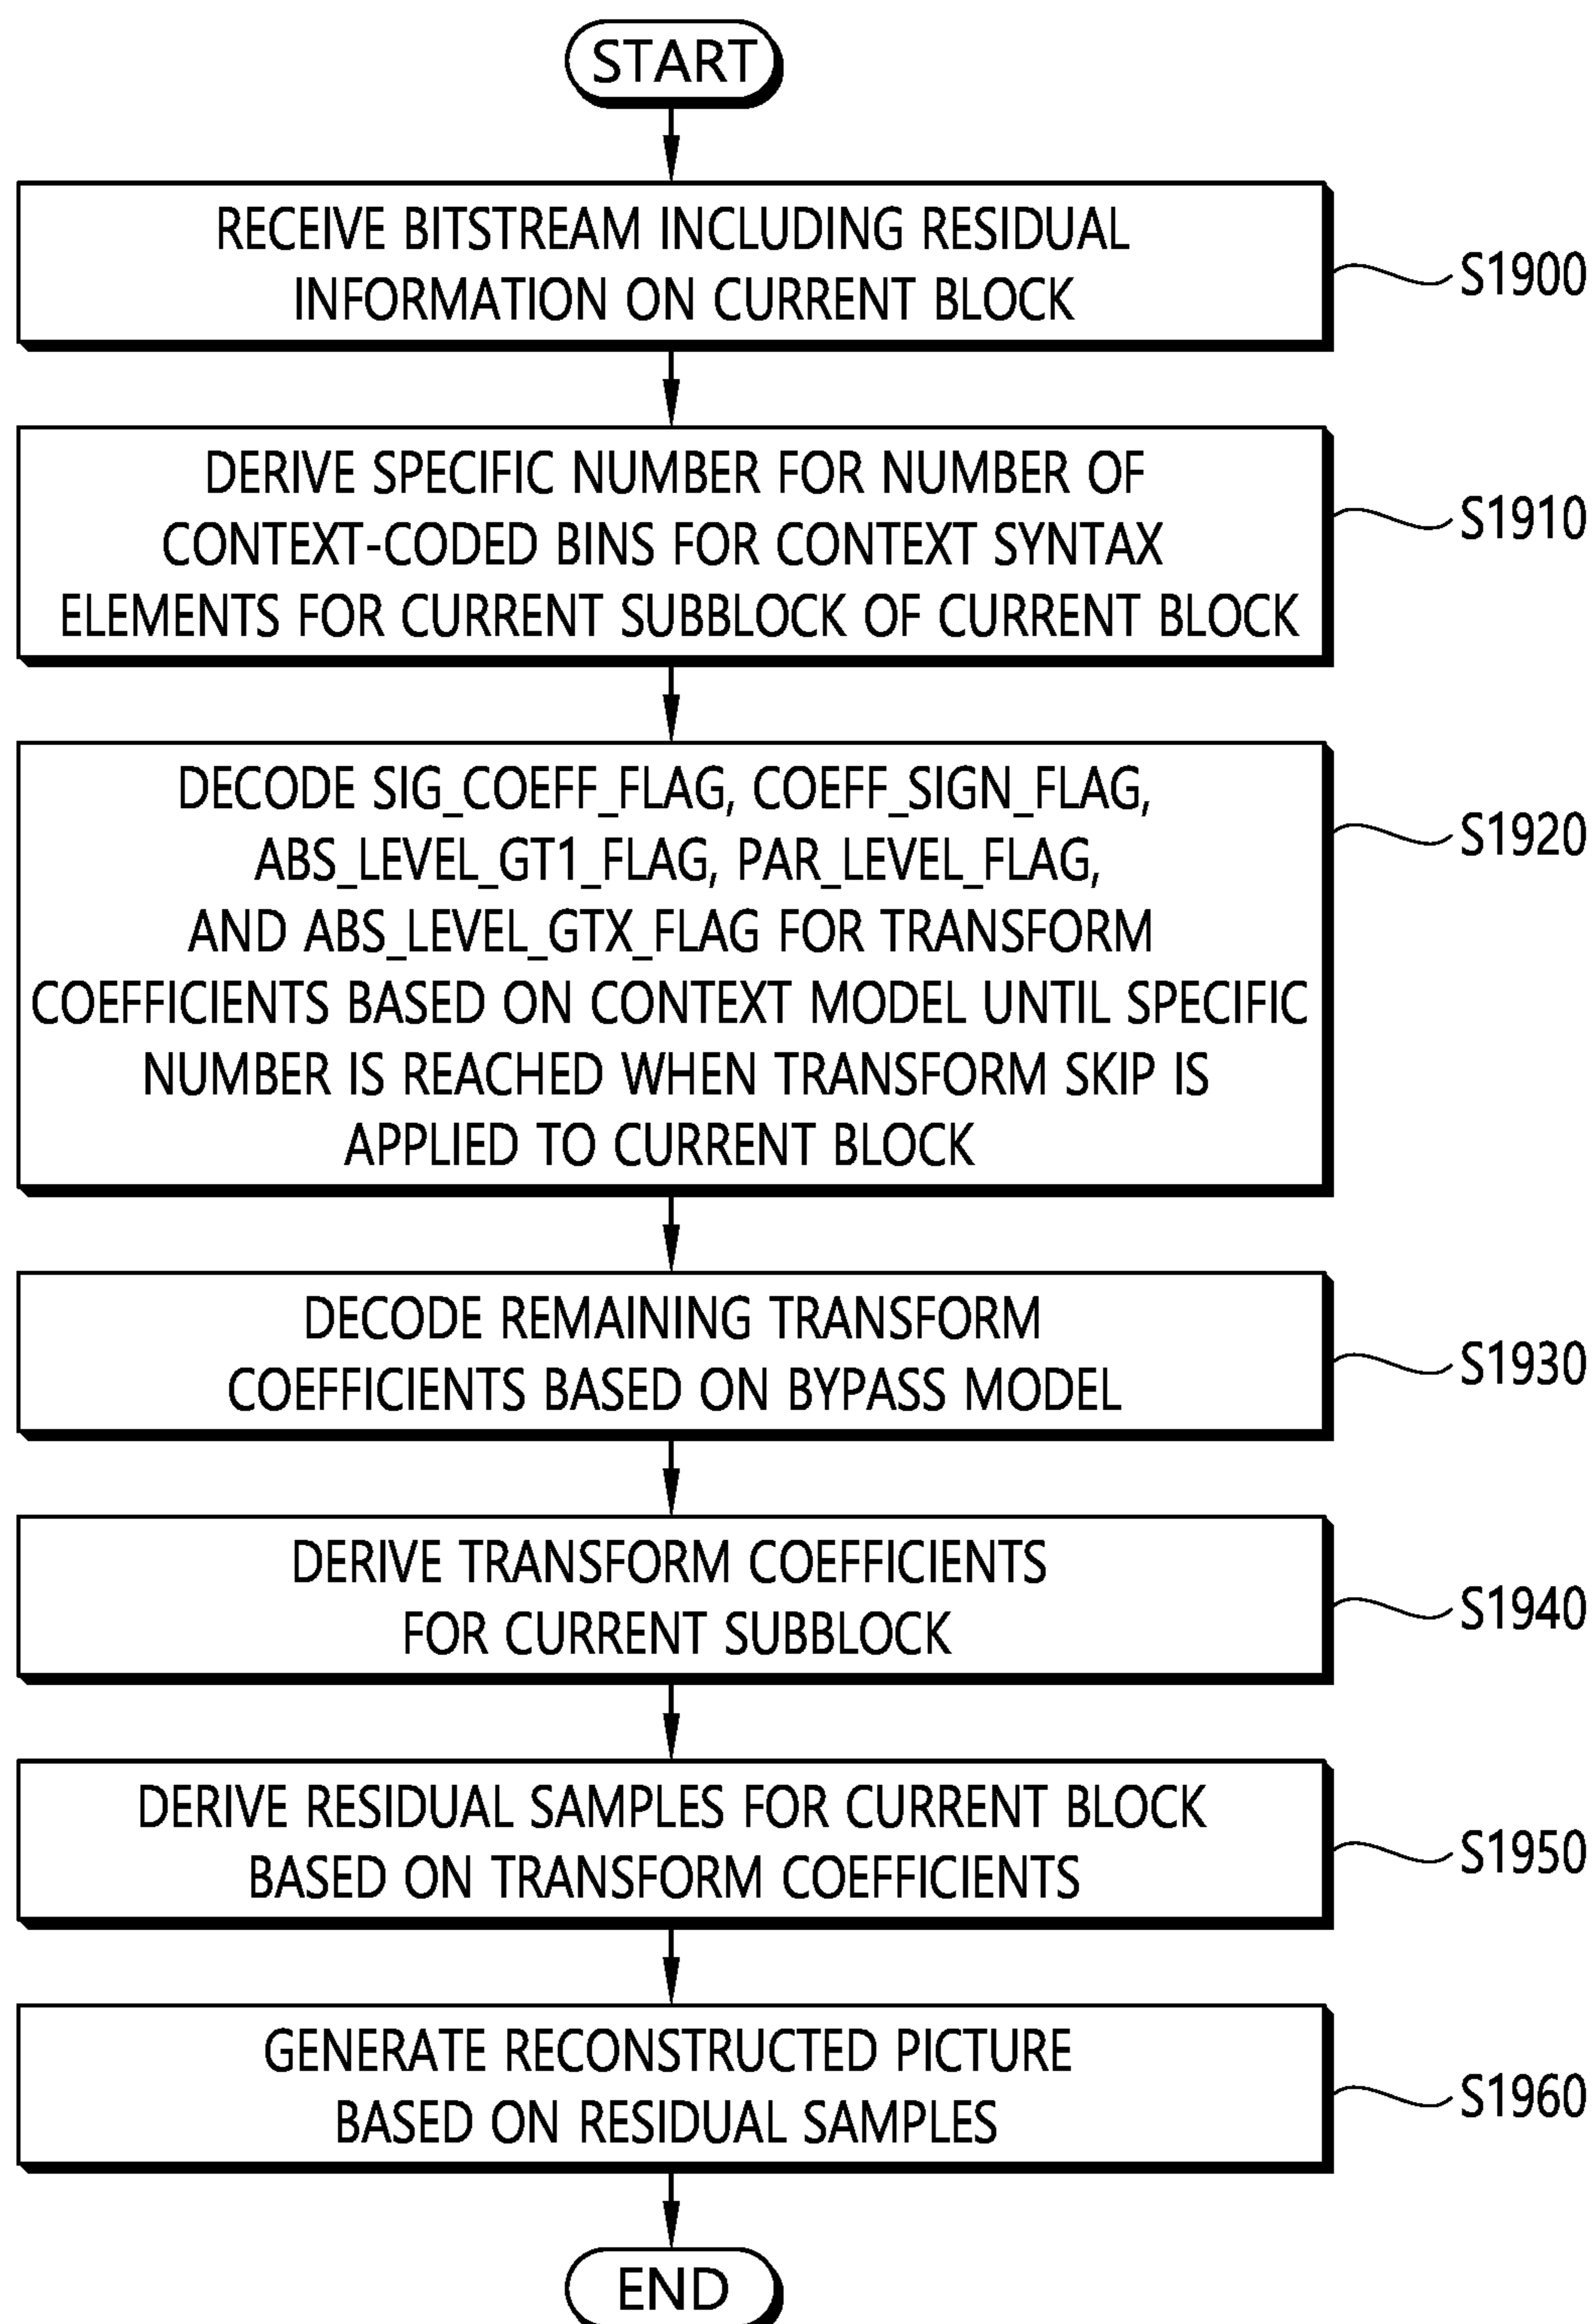 START
RECEIVE BITSTREAM INCLUDING RESIDUAL
INFORMATION ON CURRENT BLOCK
S1900
DERIVE SPECIFIC NUMBER FOR NUMBER OF
CONTEXT-CODED BINS FOR CONTEXT SYNTAX
ELEMENTS FOR CURRENT SUBBLOCK OF CURRENT BLOCK
S1910
DECODE SIG_COEFF_FLAG, COEFF_SIGN_FLAG,
ABS_LEVEL_GT1_FLAG, PAR_LEVEL_FLAG,
AND ABS_LEVEL_GTX_FLAG FOR TRANSFORM
COEFFICIENTS BASED ON CONTEXT MODEL UNTIL SPECIFIC
NUMBER IS REACHED WHEN TRANSFORM SKIP IS
APPLIED TO CURRENT BLOCK
S1920
DECODE REMAINING TRANSFORM
COEFFICIENTS BASED ON BYPASS MODEL
S1930
DERIVE TRANSFORM COEFFICIENTS
FOR CURRENT SUBBLOCK
S1940
DERIVE RESIDUAL SAMPLES FOR CURRENT BLOCK
BASED ON TRANSFORM COEFFICIENTS
S1950
GENERATE RECONSTRUCTED PICTURE
BASED ON RESIDUAL SAMPLES
S1960
END